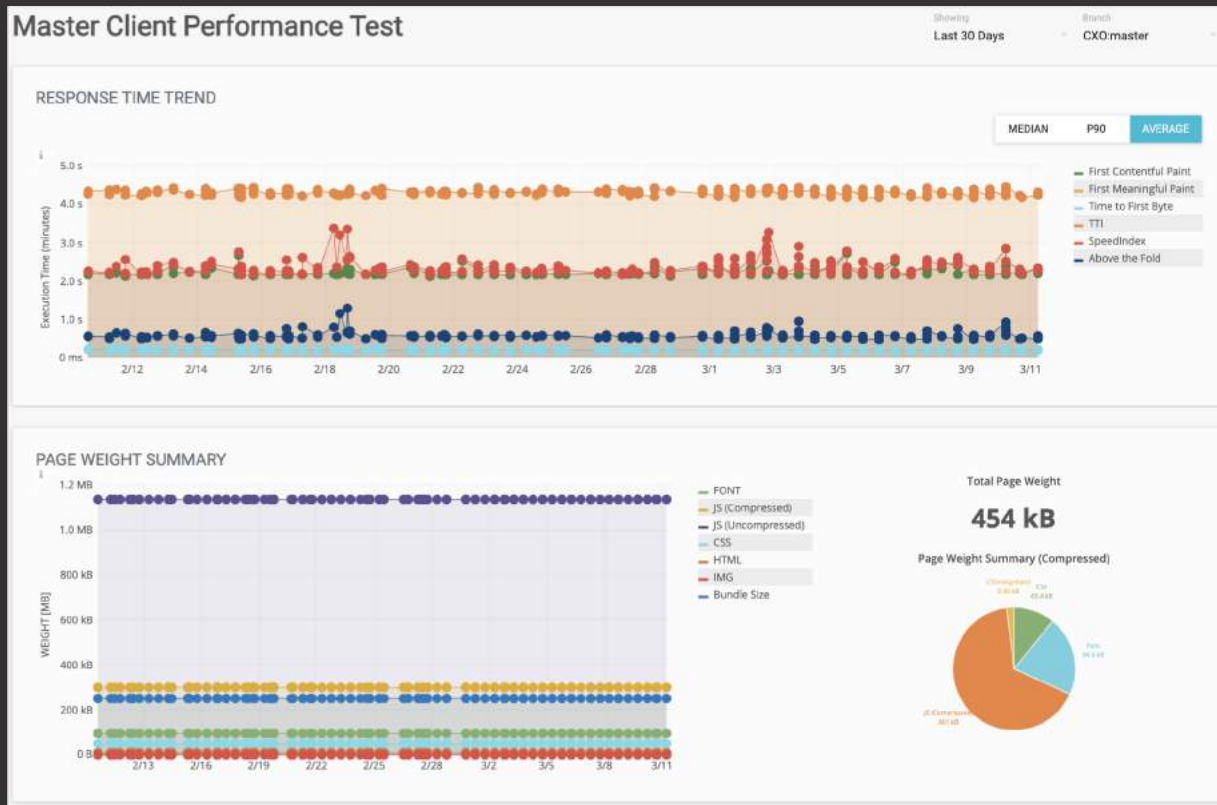 Master Client Performance Test
Showing
Last 30 Days
Branch
CXO:master
RESPONSE TIME TREND
MEDIAN P90 AVERAGE
Execution Time (minutes)
5.0 s
4.0 s
3.0 s
2.0 s
1.0 s
0 ms
2/12 2/14 2/16 2/18 2/20 2/22 2/24 2/26 2/28 3/1 3/3 3/5 3/7 3/9 3/11
First Contentful Paint
First Meaningful Paint
Time to First Byte
TTI
SpeedIndex
Above the Fold
PAGE WEIGHT SUMMARY
WEIGHT [MB]
1.2 MB
1.0 MB
800 kB
600 kB
400 kB
200 kB
0 B
2/13 2/16 2/19 2/22 2/25 2/28 3/2 3/5 3/8 3/11
FONT
JS (Compressed)
JS (Uncompressed)
CSS
HTML
IMG
Bundle Size
Total Page Weight
454 kB
Page Weight Summary (Compressed)